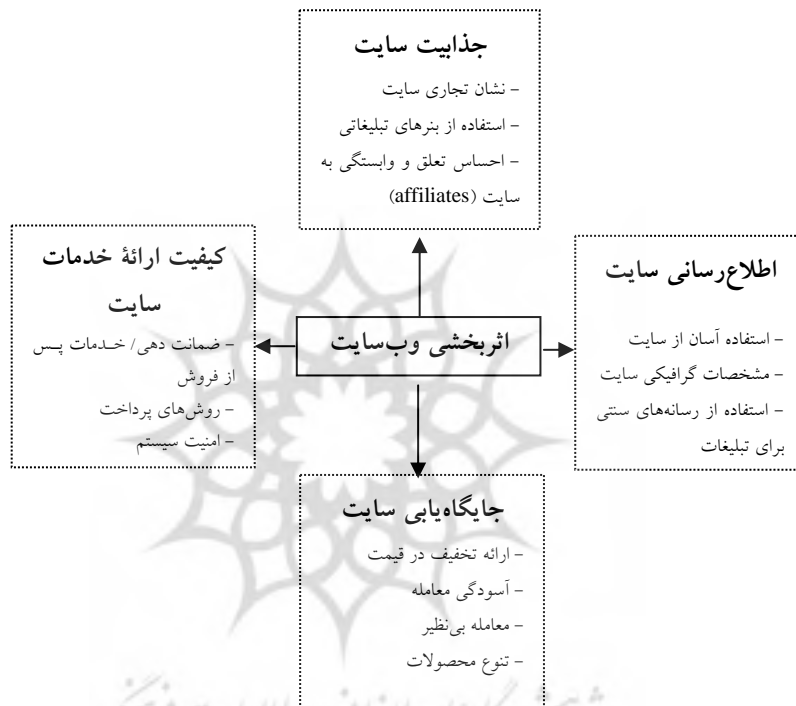 جذابیت سایت
- نشان تجاری سایت
- استفاده از بنرهای تبلیغاتی
- احساس تعلق و وابستگی به
سایت (affiliates)
اطلاع‌رسانی سایت
- استفاده آسان از سایت
- مشخصات گرافیکی سایت
- استفاده از رسانه‌های سنتی
برای تبلیغات
اثربخشی وب‌سایت
کیفیت ارائهٔ خدمات
سایت
- ضمانت دهی/ خدمات پس
از فروش
- روش‌های پرداخت
- امنیت سیستم
جایگاه‌یابی سایت
- ارائه تخفیف در قیمت
- آسودگی معامله
- معامله بی‌نظیر
- تنوع محصولات